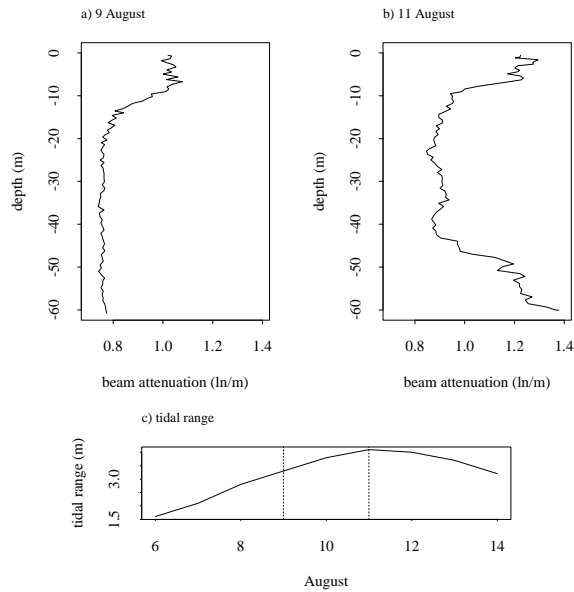 a) 9 August
b) 11 August
depth (m)
0
-10
-20
-30
-40
-50
-60
0.8 1.0 1.2 1.4
beam attenuation (ln/m)
depth (m)
0
-10
-20
-30
-40
-50
-60
0.8 1.0 1.2 1.4
beam attenuation (ln/m)
c) tidal range
tidal range (m)
3.0
1.5
6 8 10 12 14
August